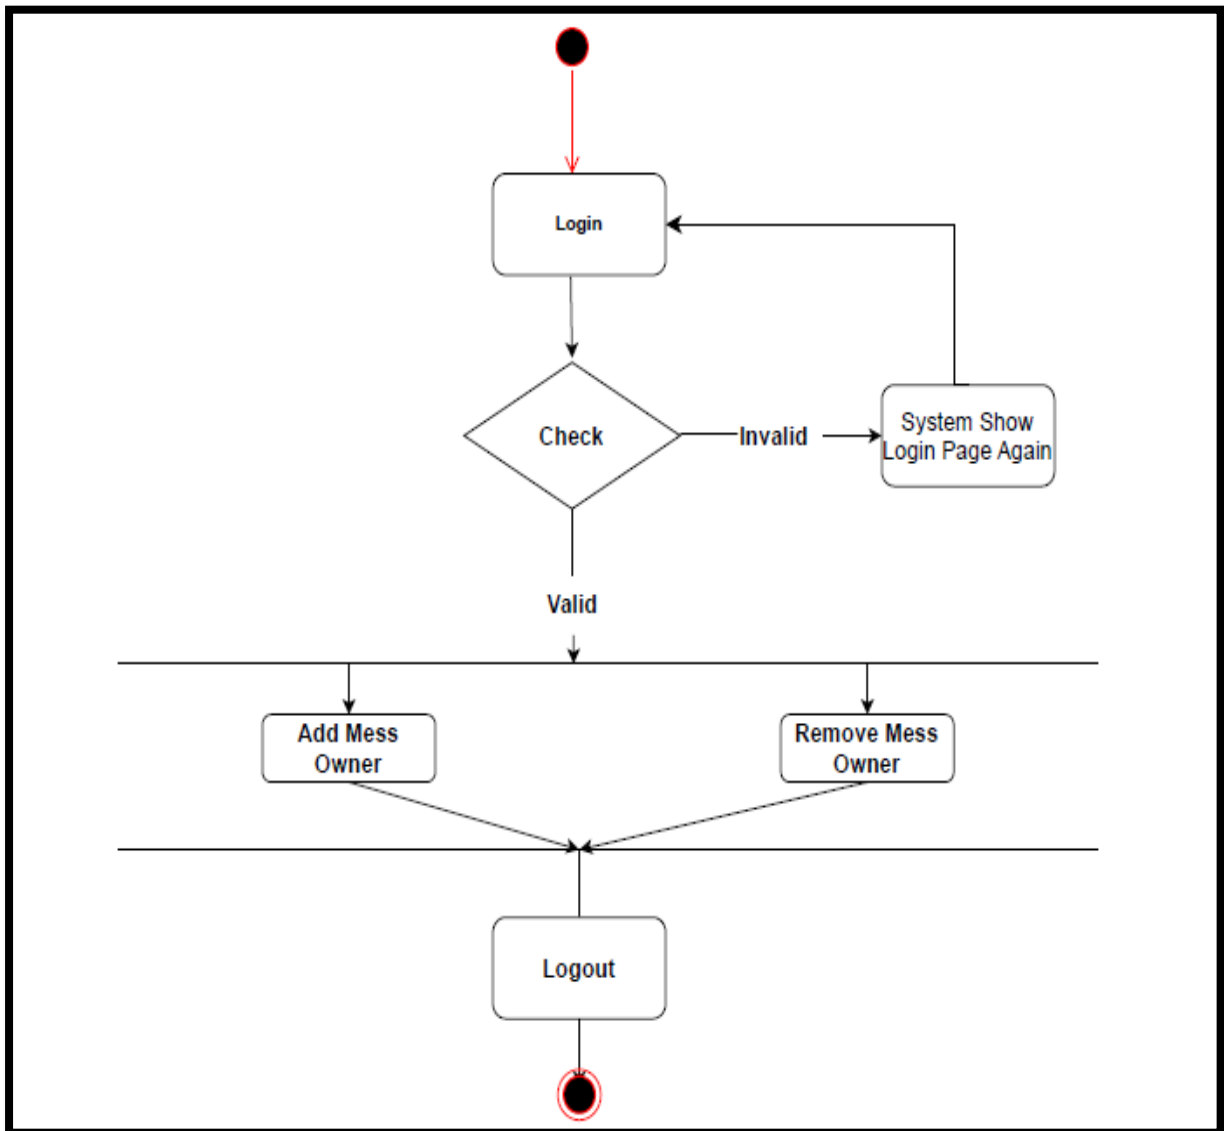 Login
Check
Invalid
System Show
Login Page Again
Valid
Add Mess
Owner
Remove Mess
Owner
Logout